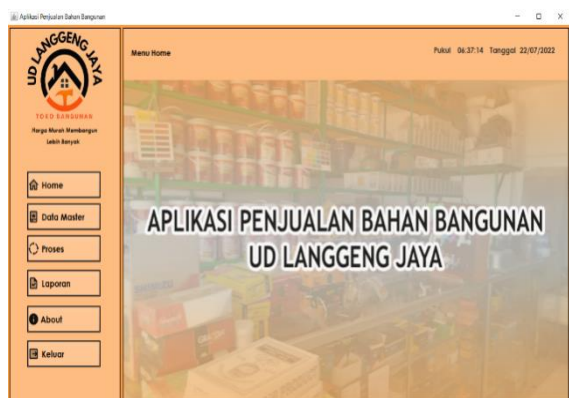 Aplikasi Penjualan Bahan Bangunan
UD LANGGENG JAYA
TOKO BANGUNAN
Harga Murah Membangun
Lebih Banyak
Menu Home
Pukul 06:37:14 Tanggal 22/07/2022
Home
Data Master
Proses
Laporan
About
Keluar
APLIKASI PENJUALAN BAHAN BANGUNAN
UD LANGGENG JAYA